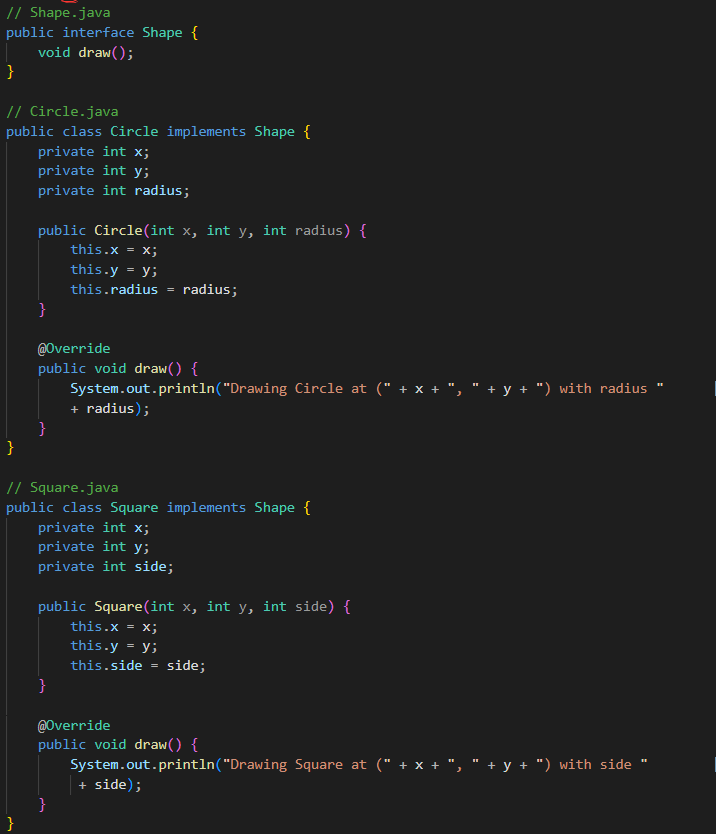 // Shape.java
public interface Shape {
    void draw();
}

// Circle.java
public class Circle implements Shape {
    private int x;
    private int y;
    private int radius;

    public Circle(int x, int y, int radius) {
        this.x = x;
        this.y = y;
        this.radius = radius;
    }

    @Override
    public void draw() {
        System.out.println("Drawing Circle at (" + x + ", " + y + ") with radius "
        + radius);
    }
}

// Square.java
public class Square implements Shape {
    private int x;
    private int y;
    private int side;

    public Square(int x, int y, int side) {
        this.x = x;
        this.y = y;
        this.side = side;
    }

    @Override
    public void draw() {
        System.out.println("Drawing Square at (" + x + ", " + y + ") with side "
         + side);
    }
}